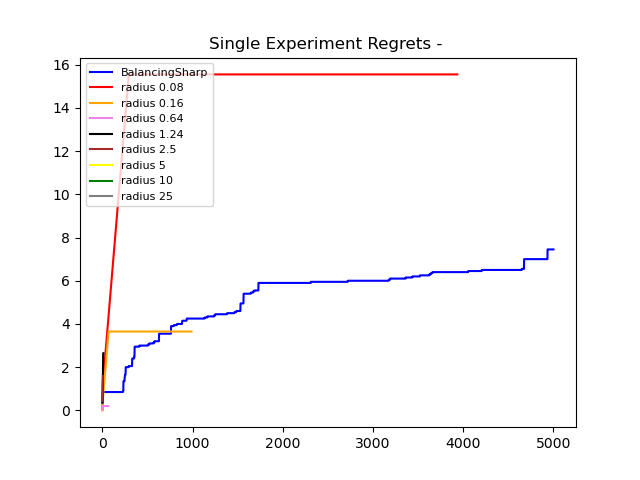 Single Experiment Regrets -
16
14
12
10
8
6
4
2
0
BalancingSharp
radius 0.08
radius 0.16
radius 0.64
radius 1.24
radius 2.5
radius 5
radius 10
radius 25
0 1000 2000 3000 4000 5000